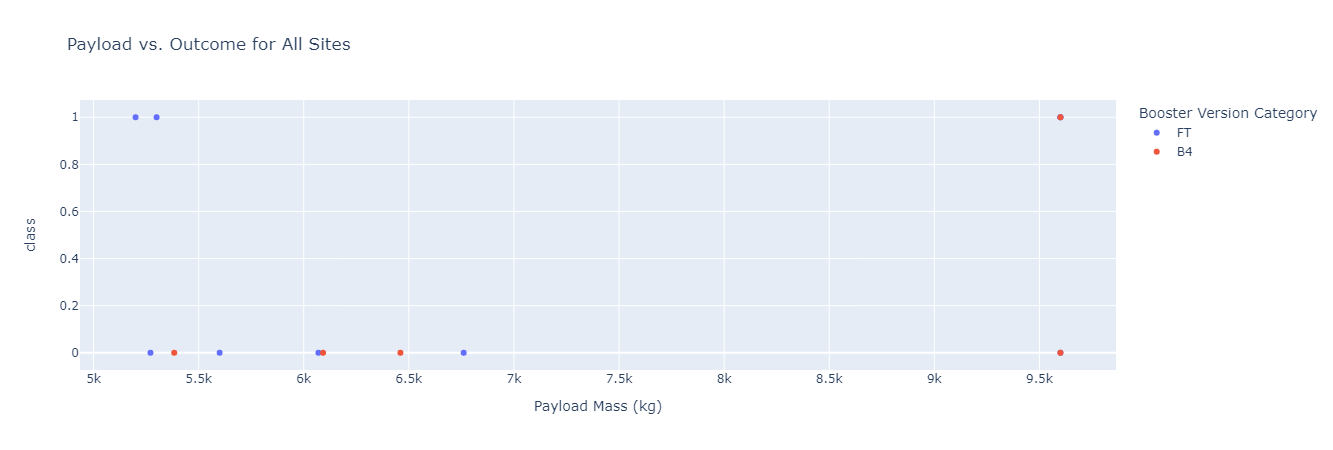 Payload vs. Outcome for All Sites
Booster Version Category
FT
B4
class
1
0.8
0.6
0.4
0.2
0
5k 5.5k 6k 6.5k 7k 7.5k 8k 8.5k 9k 9.5k
Payload Mass (kg)